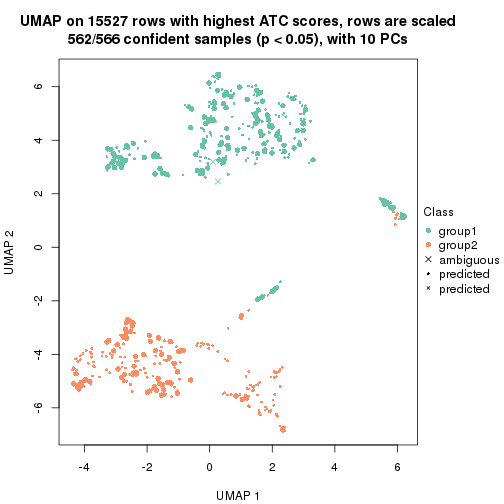 UMAP on 15527 rows with highest ATC scores, rows are scaled
562/566 confident samples (p < 0.05), with 10 PCs
6
4
2
0
-2
-4
-6
UMAP 2
-4
-2
0
2
4
6
UMAP 1
Class
group1
group2
ambiguous
predicted
predicted